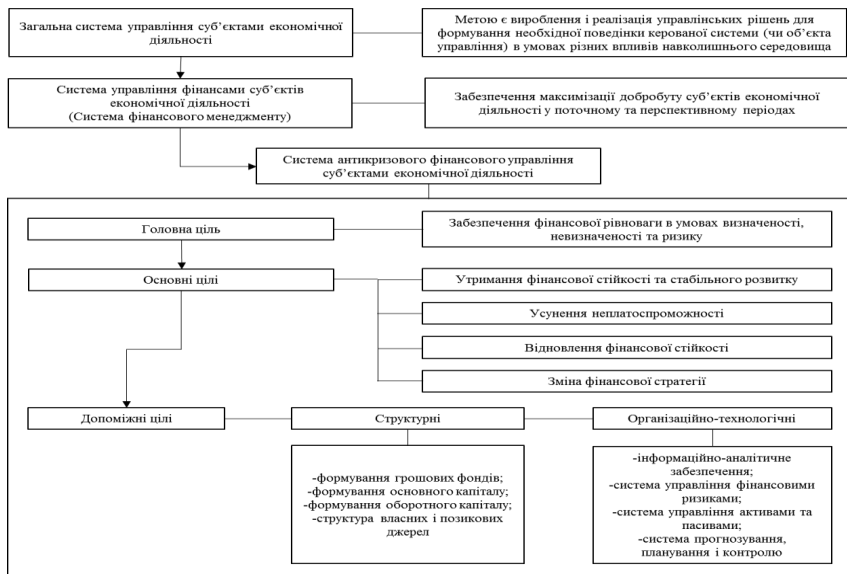 Загальна система управління суб’єктами економічної
діяльності
Метою є вироблення і реалізація управлінських рішень для
формування необхідної поведінки керованої системи (чи об’єкта
управління) в умовах різних впливів навколишнього середовища
Система управління фінансами суб’єктів
економічної діяльності
(Система фінансового менеджменту)
Забезпечення максимізації добробуту суб’єктів економічної
діяльності у поточному та перспективному періодах
Система антикризового фінансового управління
суб’єктами економічної діяльності
Головна ціль
Забезпечення фінансової рівноваги в умовах визначеності,
невизначеності та ризику
Основні цілі
Утримання фінансової стійкості та стабільного розвитку
Усунення неплатоспроможності
Відновлення фінансової стійкості
Зміна фінансової стратегії
Допоміжні цілі
Структурні
Організаційно-технологічні
-формування грошових фондів;
-формування основного капіталу;
-формування оборотного капіталу;
-структура власних і позикових
джерел
-інформаційно-аналітичне
забезпечення;
-система управління фінансовими
ризиками;
-система управління активами та
пасивами;
-система прогнозування,
планування і контролю